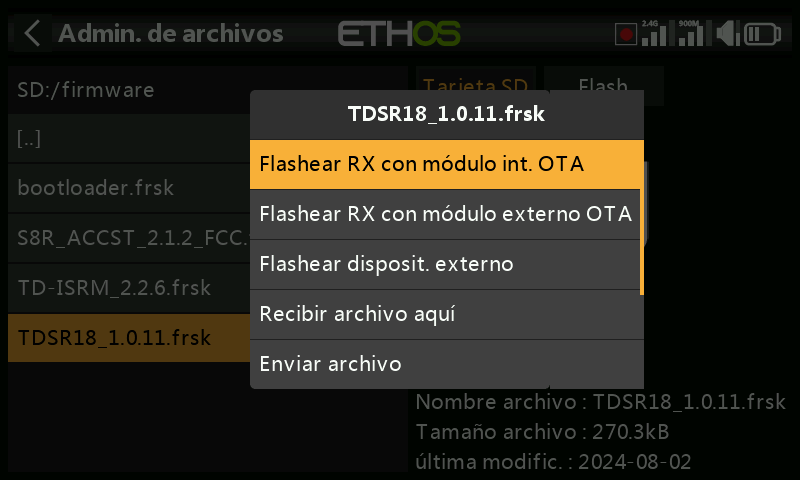 Admin. de archivos
ETHOS
2.4G
900M
SD:/firmware
Tarjeta SD
Flash
[..]
bootloader.frsk
S8R_ACCST_2.1.2_FCC.
TD-ISRM_2.2.6.frsk
TDSR18_1.0.11.frsk
TDSR18_1.0.11.frsk
Flashear RX con módulo int. OTA
Flashear RX con módulo externo OTA
Flashear disposit. externo
Recibir archivo aquí
Enviar archivo
Nombre archivo : TDSR18_1.0.11.frsk
Tamaño archivo : 270.3kB
última modific. : 2024-08-02